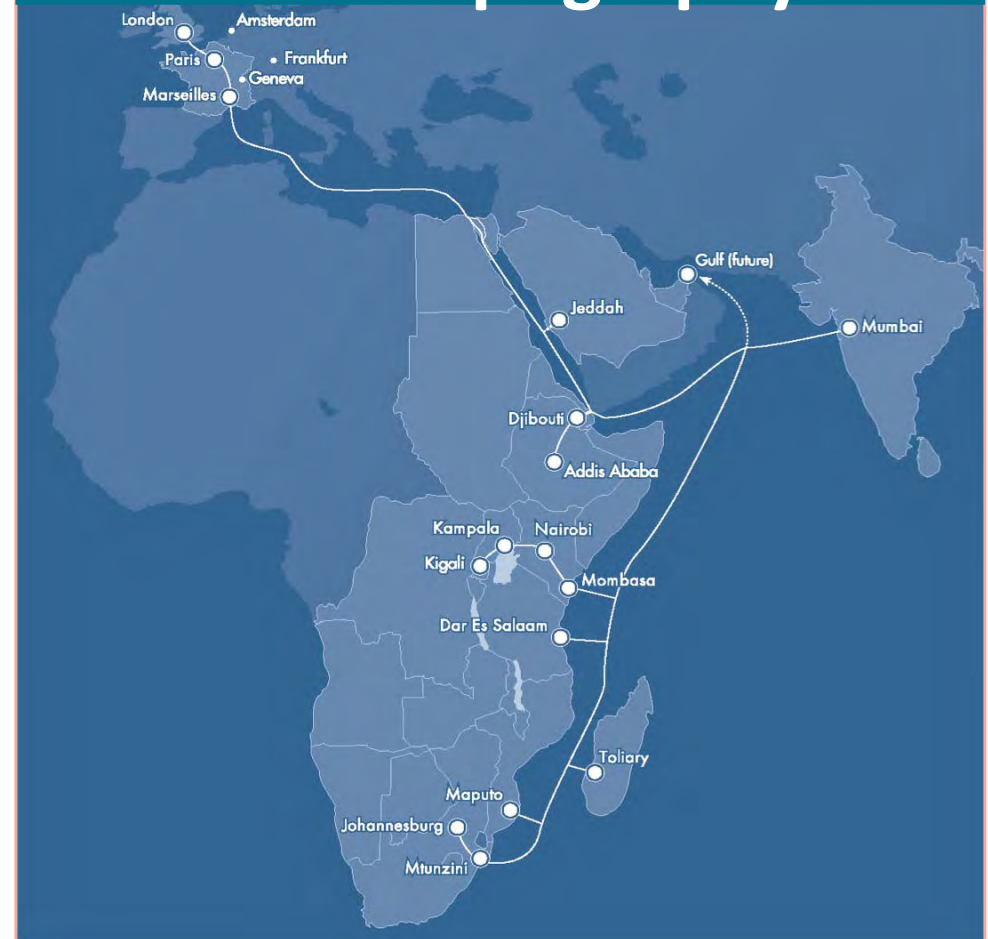 London
Amsterdam
Paris
Frankfurt
Geneva
Marseilles
Gulf (future)
Jeddah
Mumbai
Djibouti
Addis Ababa
Kampala
Nairobi
Kigali
Mombasa
Dar Es Salaam
Toliary
Maputo
Johannesburg
Mtunzini